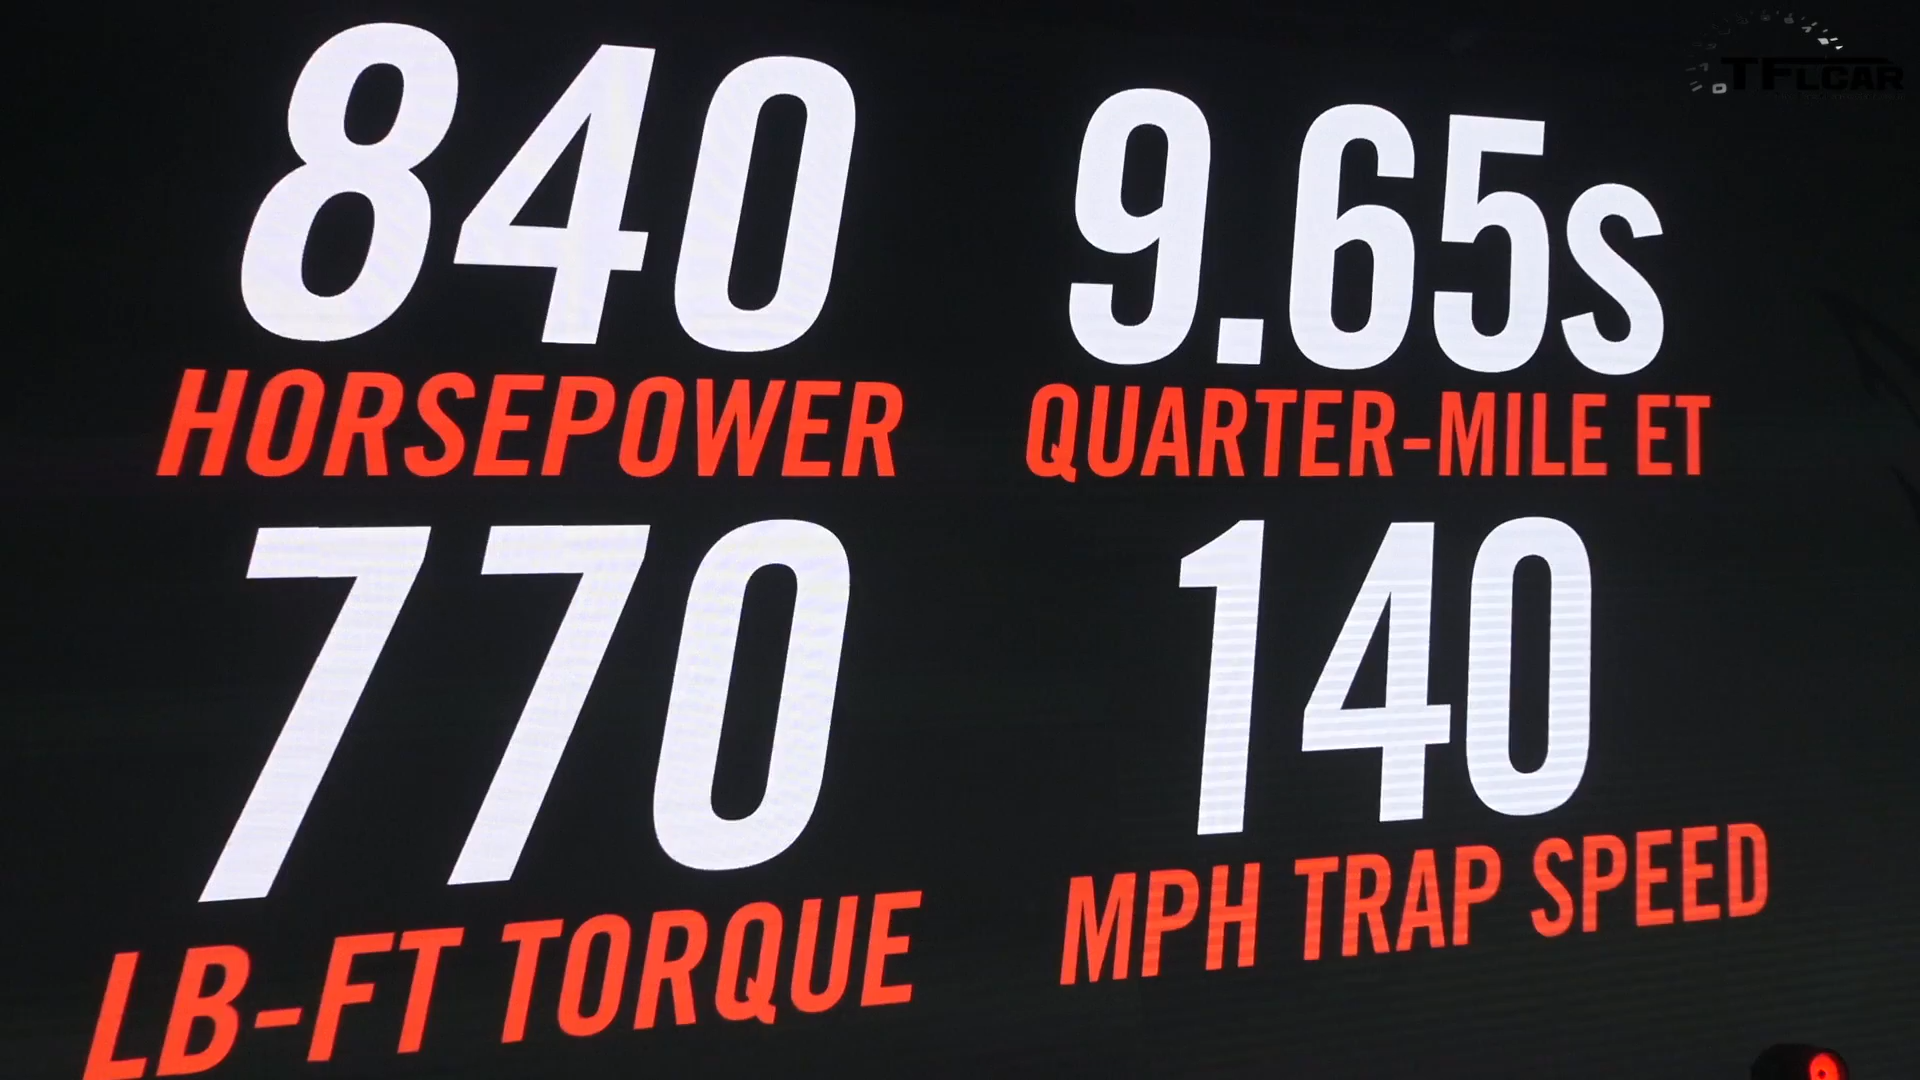 840
HORSEPOWER
770
LB-FT TORQUE
9.65s
QUARTER-MILE ET
140
MPH TRAP SPEED
TFLCAR